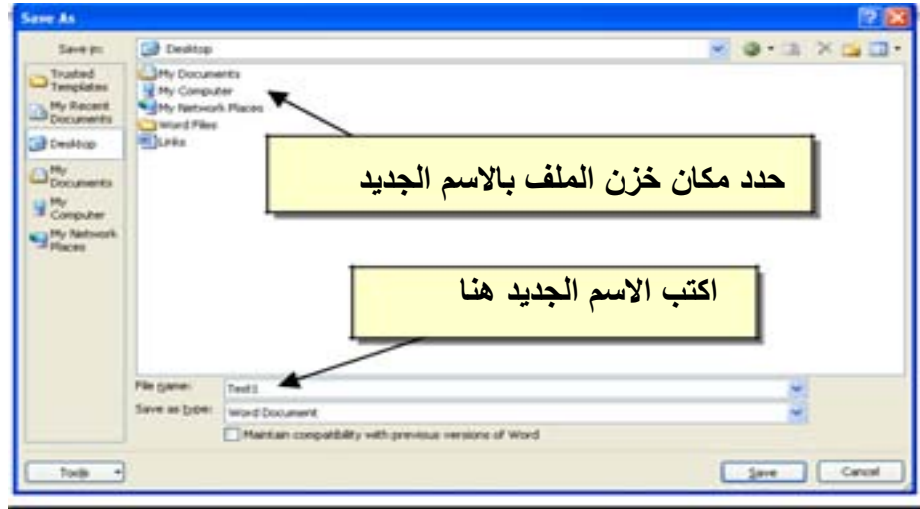 Save As
Save in:
Desktop
Trusted
Templates
My Recent
Documents
Desktop
My
Documents
My
Computer
My Network
Places
My Documents
My Computer
My Network Places
Word Files
Links
حدد مكان خزن الملف بالاسم الجديد
اكتب الاسم الجديد هنا
File name:
Test1
Save as type:
Word Document
Maintain compatibility with previous versions of Word
Tools
Save
Cancel